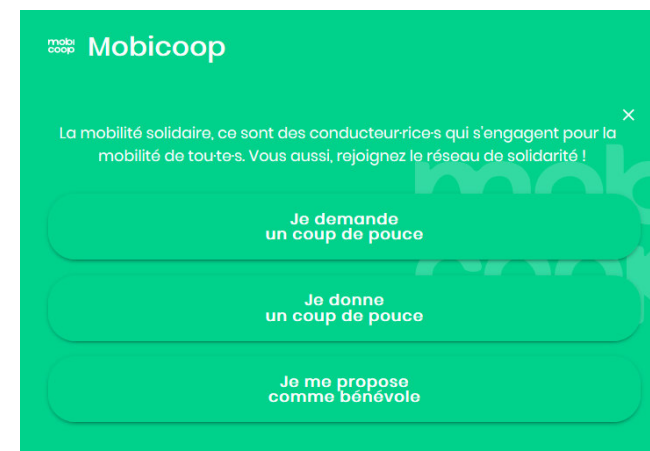 mobi
coop
Mobicoop
×
La mobilité solidaire, ce sont des conducteur·rice·s qui s'engagent pour la
mobilité de tou·te·s. Vous aussi, rejoignez le réseau de solidarité !
mob
coop
Je demande
un coup de pouce
Je donne
un coup de pouce
Je me propose
comme bénévole